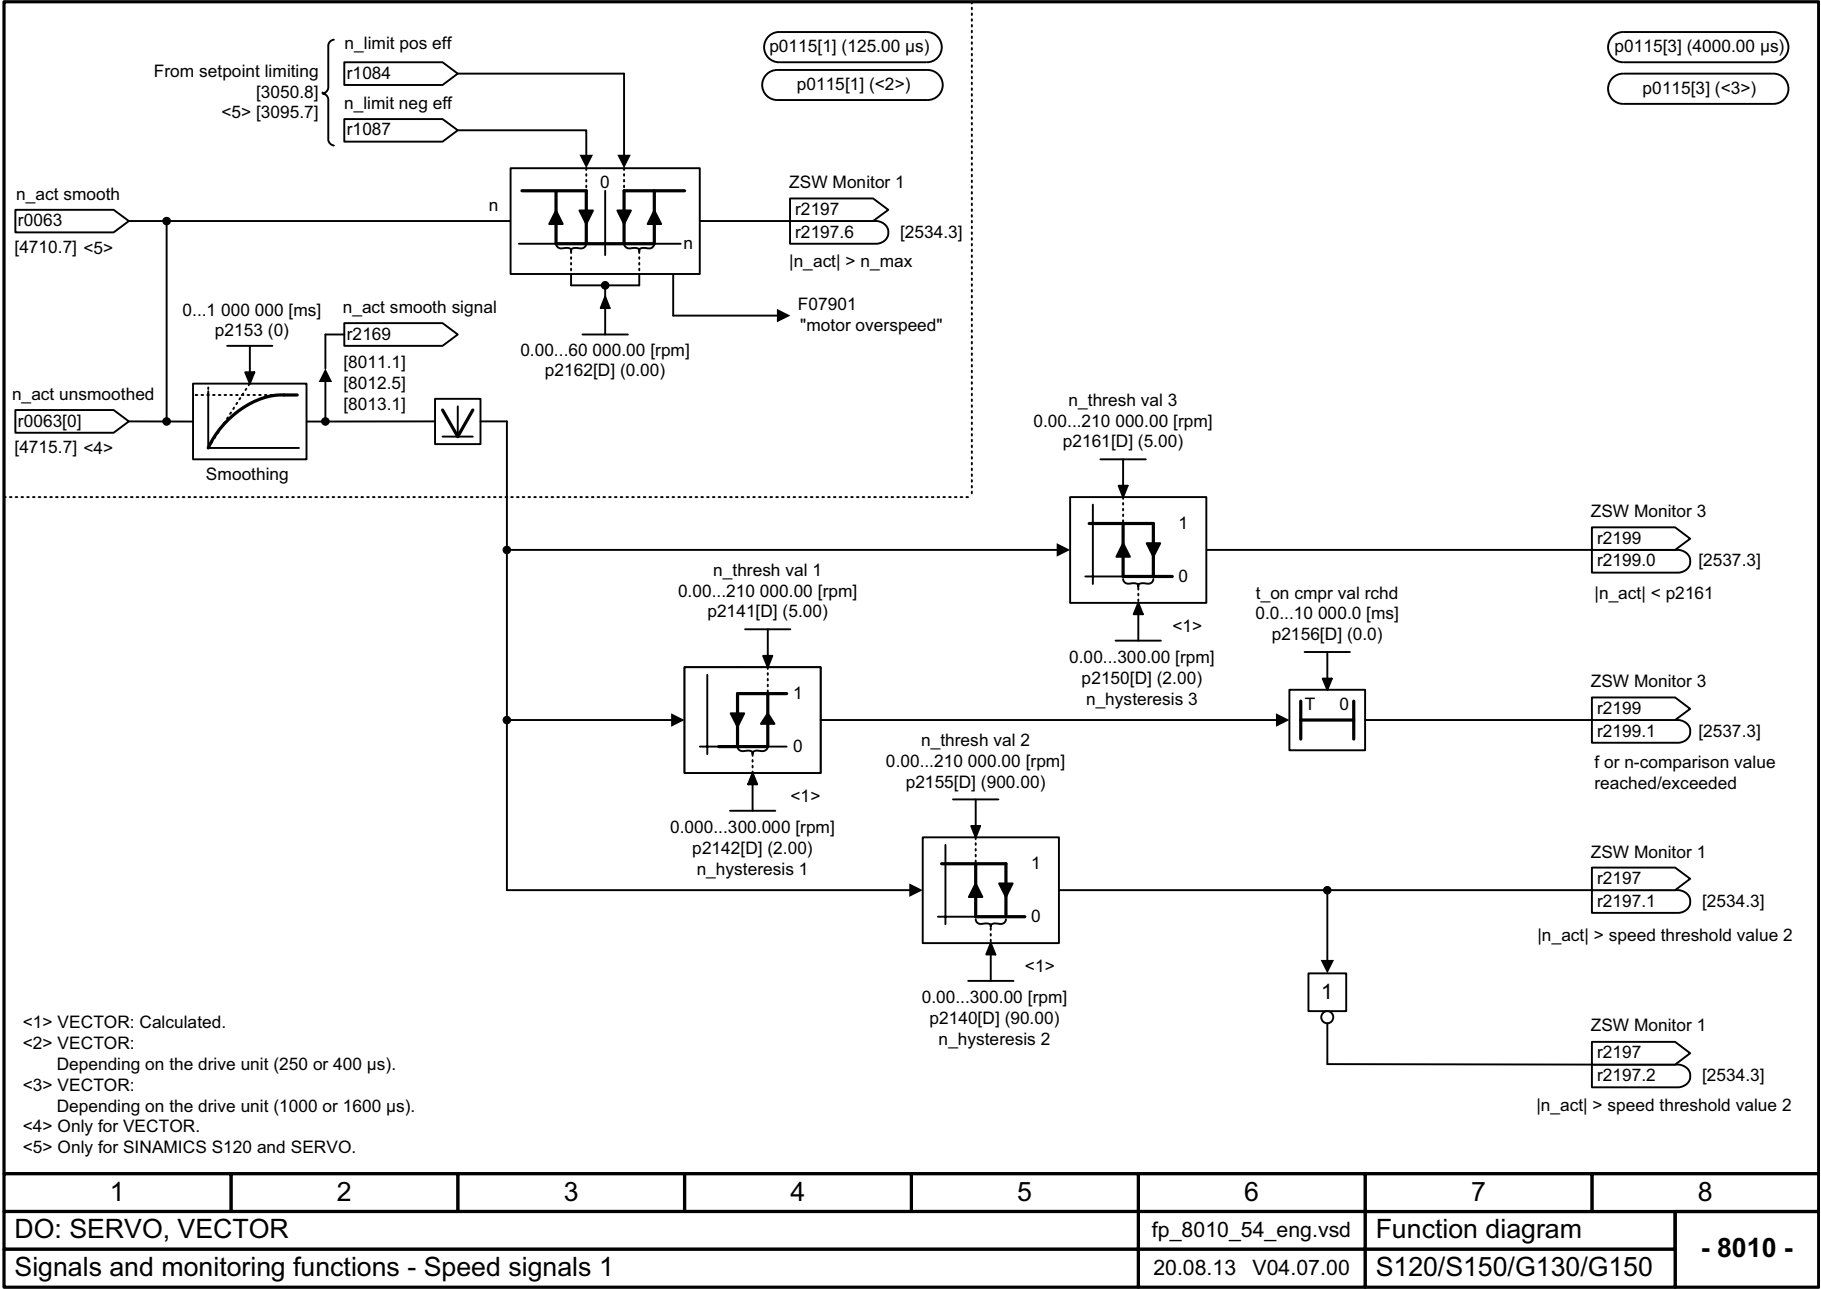 n_limit pos eff
From setpoint limiting
r1084
[3050.8]
n_limit neg eff
<5> [3095.7]
r1087
p0115[1] (125.00 µs)
p0115[1] (<2>)
p0115[3] (4000.00 µs)
p0115[3] (<3>)
n_act smooth
r0063
[4710.7] <5>
n
0
n
ZSW Monitor 1
r2197
r2197.6
[2534.3]
|n_act| > n_max
F07901
"motor overspeed"
0.00...60 000.00 [rpm]
p2162[D] (0.00)
0...1 000 000 [ms]
p2153 (0)
n_act smooth signal
r2169
[8011.1]
[8012.5]
[8013.1]
n_act unsmoothed
r0063[0]
[4715.7] <4>
Smoothing
n_thresh val 3
0.00...210 000.00 [rpm]
p2161[D] (5.00)
1
0
<1>
0.00...300.00 [rpm]
p2150[D] (2.00)
n_hysteresis 3
ZSW Monitor 3
r2199
r2199.0
[2537.3]
|n_act| < p2161
n_thresh val 1
0.00...210 000.00 [rpm]
p2141[D] (5.00)
1
0
<1>
0.000...300.000 [rpm]
p2142[D] (2.00)
n_hysteresis 1
t_on cmpr val rchd
0.0...10 000.0 [ms]
p2156[D] (0.0)
T 0
ZSW Monitor 3
r2199
r2199.1
[2537.3]
f or n-comparison value
reached/exceeded
n_thresh val 2
0.00...210 000.00 [rpm]
p2155[D] (900.00)
1
0
<1>
0.00...300.00 [rpm]
p2140[D] (90.00)
n_hysteresis 2
ZSW Monitor 1
r2197
r2197.1
[2534.3]
|n_act| > speed threshold value 2
1
ZSW Monitor 1
r2197
r2197.2
[2534.3]
|n_act| > speed threshold value 2
<1> VECTOR: Calculated.
<2> VECTOR:
Depending on the drive unit (250 or 400 µs).
<3> VECTOR:
Depending on the drive unit (1000 or 1600 µs).
<4> Only for VECTOR.
<5> Only for SINAMICS S120 and SERVO.
1 2 3 4 5 6 7 8
DO: SERVO, VECTOR
fp_8010_54_eng.vsd
Function diagram
- 8010 -
Signals and monitoring functions - Speed signals 1
20.08.13 V04.07.00
S120/S150/G130/G150